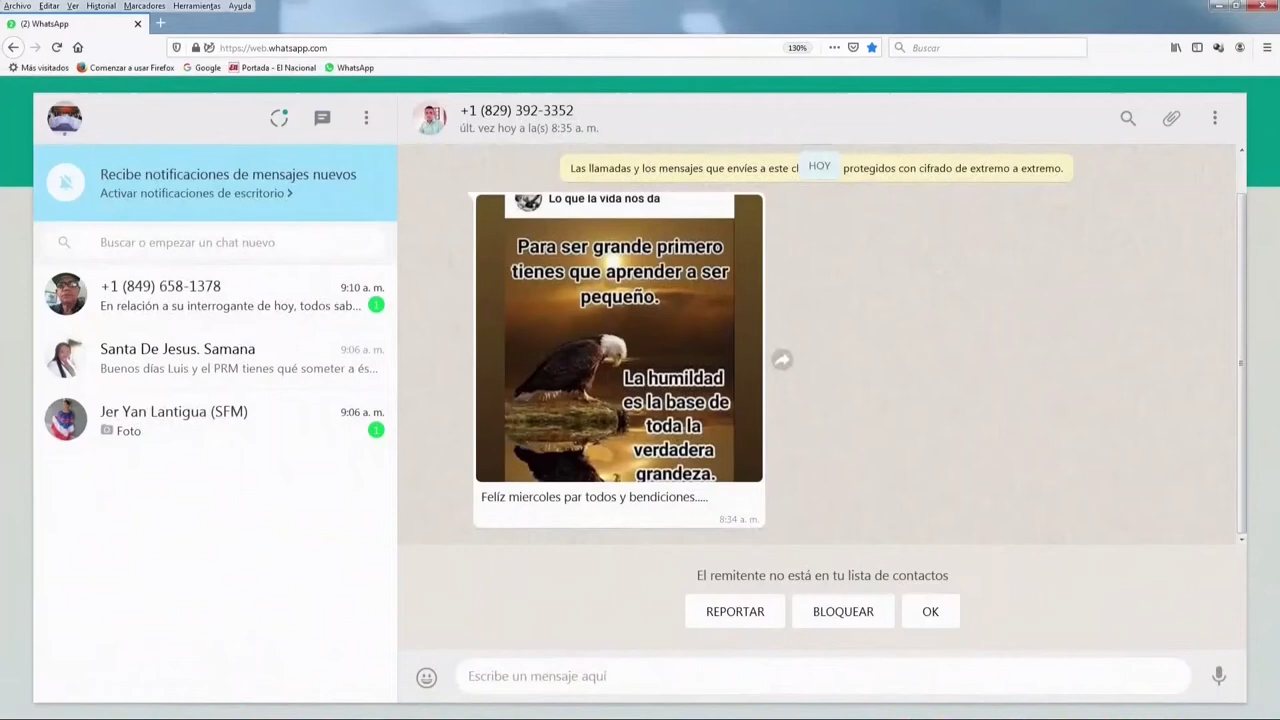 Archivo Editar Ver Historial Marcadores Herramientas Ayuda
(2) WhatsApp
https://web.whatsapp.com
130%
Buscar
Más visitados
Comenzar a usar Firefox
Google
Portada - El Nacional
WhatsApp
+1 (829) 392-3352
últ. vez hoy a la(s) 8:35 a. m.
Recibe notificaciones de mensajes nuevos
Activar notificaciones de escritorio
Buscar o empezar un chat nuevo
+1 (849) 658-1378
9:10 a. m.
En relación a su interrogante de hoy, todos sab...
1
Santa De Jesus. Samana
9:06 a. m.
Buenos días Luis y el PRM tienes qué someter a és...
Jer Yan Lantigua (SFM)
9:06 a. m.
Foto
1
Las llamadas y los mensajes que envíes a este c
HOY
protegidos con cifrado de extremo a extremo.
Lo que la vida nos da
Para ser grande primero
tienes que aprender a ser
pequeño.
La humildad
es la base de
toda la
verdadera
grandeza.
Felíz miercoles par todos y bendiciones.....
8:34 a. m.
El remitente no está en tu lista de contactos
REPORTAR
BLOQUEAR
OK
Escribe un mensaje aquí